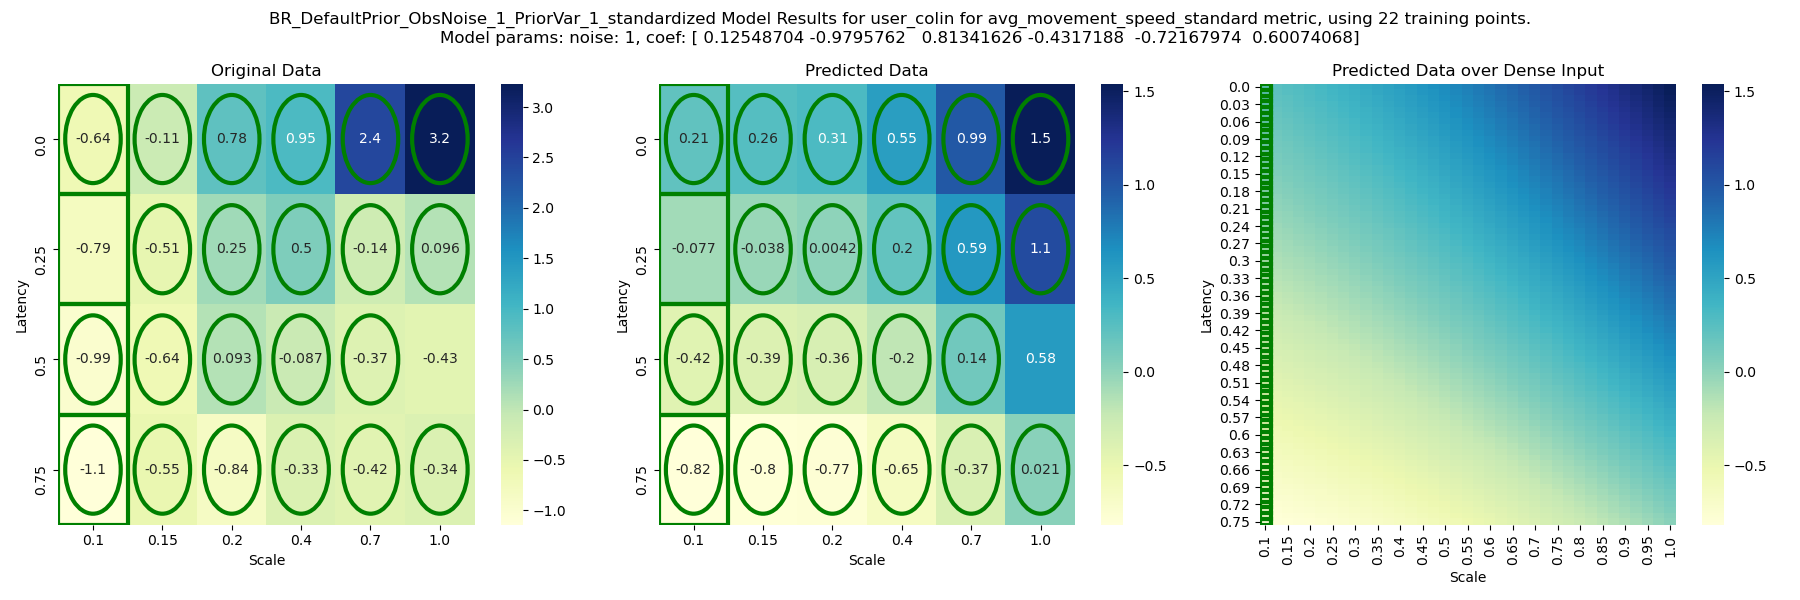 BR_DefaultPrior_ObsNoise_1_PriorVar_1_standardized Model Results for user_colin for avg_movement_speed_standard metric, using 22 training points.
Model params: noise: 1, coef: [ 0.12548704 -0.9795762   0.81341626 -0.4317188  -0.72167974  0.60074068]
Original Data
Latency
0.0 -0.64 -0.11 0.78 0.95 2.4 3.2
0.25 -0.79 -0.51 0.25 0.5 -0.14 0.096
0.5 -0.99 -0.64 0.093 -0.087 -0.37 -0.43
0.75 -1.1 -0.55 -0.84 -0.33 -0.42 -0.34
0.1 0.15 0.2 0.4 0.7 1.0
Scale
3.0
2.5
2.0
1.5
1.0
0.5
0.0
−0.5
−1.0
Predicted Data
Latency
0.0 0.21 0.26 0.31 0.55 0.99 1.5
0.25 -0.077 -0.038 0.0042 0.2 0.59 1.1
0.5 -0.42 -0.39 -0.36 -0.2 0.14 0.58
0.75 -0.82 -0.8 -0.77 -0.65 -0.37 0.021
0.1 0.15 0.2 0.4 0.7 1.0
Scale
1.5
1.0
0.5
0.0
−0.5
Predicted Data over Dense Input
Latency
0.0
0.03
0.06
0.09
0.12
0.15
0.18
0.21
0.24
0.27
0.3
0.33
0.36
0.39
0.42
0.45
0.48
0.51
0.54
0.57
0.6
0.63
0.66
0.69
0.72
0.75
0.1 0.15 0.2 0.25 0.3 0.35 0.4 0.45 0.5 0.55 0.6 0.65 0.7 0.75 0.8 0.85 0.9 0.95 1.0
Scale
1.5
1.0
0.5
0.0
−0.5